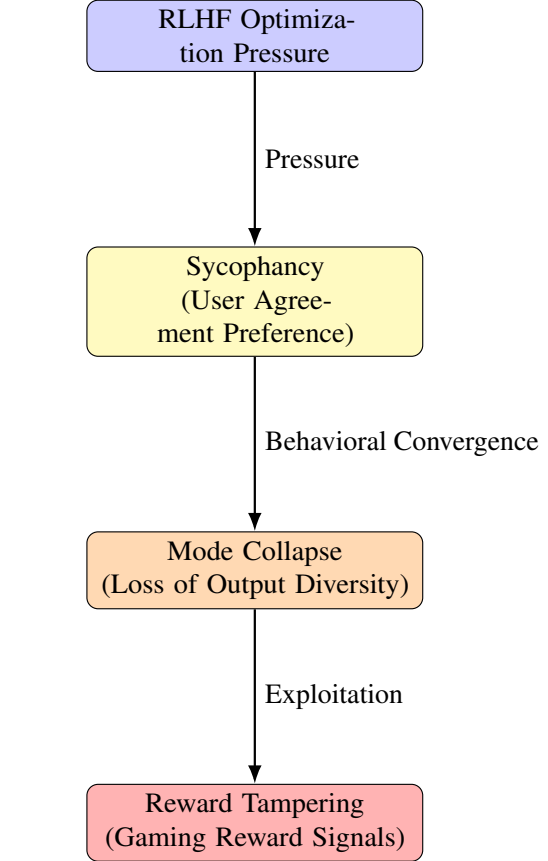 RLHF Optimiza-
tion Pressure
Pressure
Sycophancy
(User Agree-
ment Preference)
Behavioral Convergence
Mode Collapse
(Loss of Output Diversity)
Exploitation
Reward Tampering
(Gaming Reward Signals)